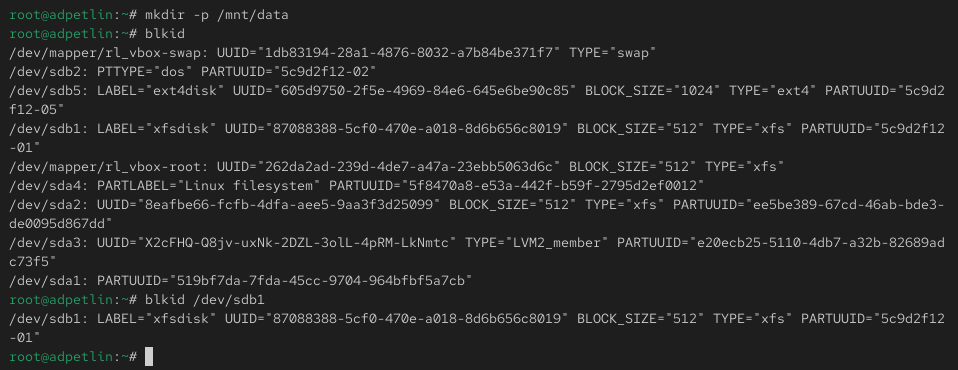 root@adpetlin:~# mkdir -p /mnt/data
root@adpetlin:~# blkid
/dev/mapper/rl_vbox-swap: UUID="1db83194-28a1-4876-8032-a7b84be371f7" TYPE="swap"
/dev/sdb2: PTTYPE="dos" PARTUUID="5c9d2f12-02"
/dev/sdb5: LABEL="ext4disk" UUID="605d9750-2f5e-4969-84e6-645e6be90c85" BLOCK_SIZE="1024" TYPE="ext4" PARTUUID="5c9d2
f12-05"
/dev/sdb1: LABEL="xfsdisk" UUID="87088388-5cf0-470e-a018-8d6b656c8019" BLOCK_SIZE="512" TYPE="xfs" PARTUUID="5c9d2f12
-01"
/dev/mapper/rl_vbox-root: UUID="262da2ad-239d-4de7-a47a-23ebb5063d6c" BLOCK_SIZE="512" TYPE="xfs"
/dev/sda4: PARTLABEL="Linux filesystem" PARTUUID="5f8470a8-e53a-442f-b59f-2795d2ef0012"
/dev/sda2: UUID="8eafbe66-fcfb-4dfa-aee5-9aa3f3d25099" BLOCK_SIZE="512" TYPE="xfs" PARTUUID="ee5be389-67cd-46ab-bde3-
de0095d867dd"
/dev/sda3: UUID="X2cFHQ-Q8jv-uxNk-2DZL-3olL-4pRM-LkNmtc" TYPE="LVM2_member" PARTUUID="e20ecb25-5110-4db7-a32b-82689ad
c73f5"
/dev/sda1: PARTUUID="519bf7da-7fda-45cc-9704-964bfbf5a7cb"
root@adpetlin:~# blkid /dev/sdb1
/dev/sdb1: LABEL="xfsdisk" UUID="87088388-5cf0-470e-a018-8d6b656c8019" BLOCK_SIZE="512" TYPE="xfs" PARTUUID="5c9d2f12
-01"
root@adpetlin:~#